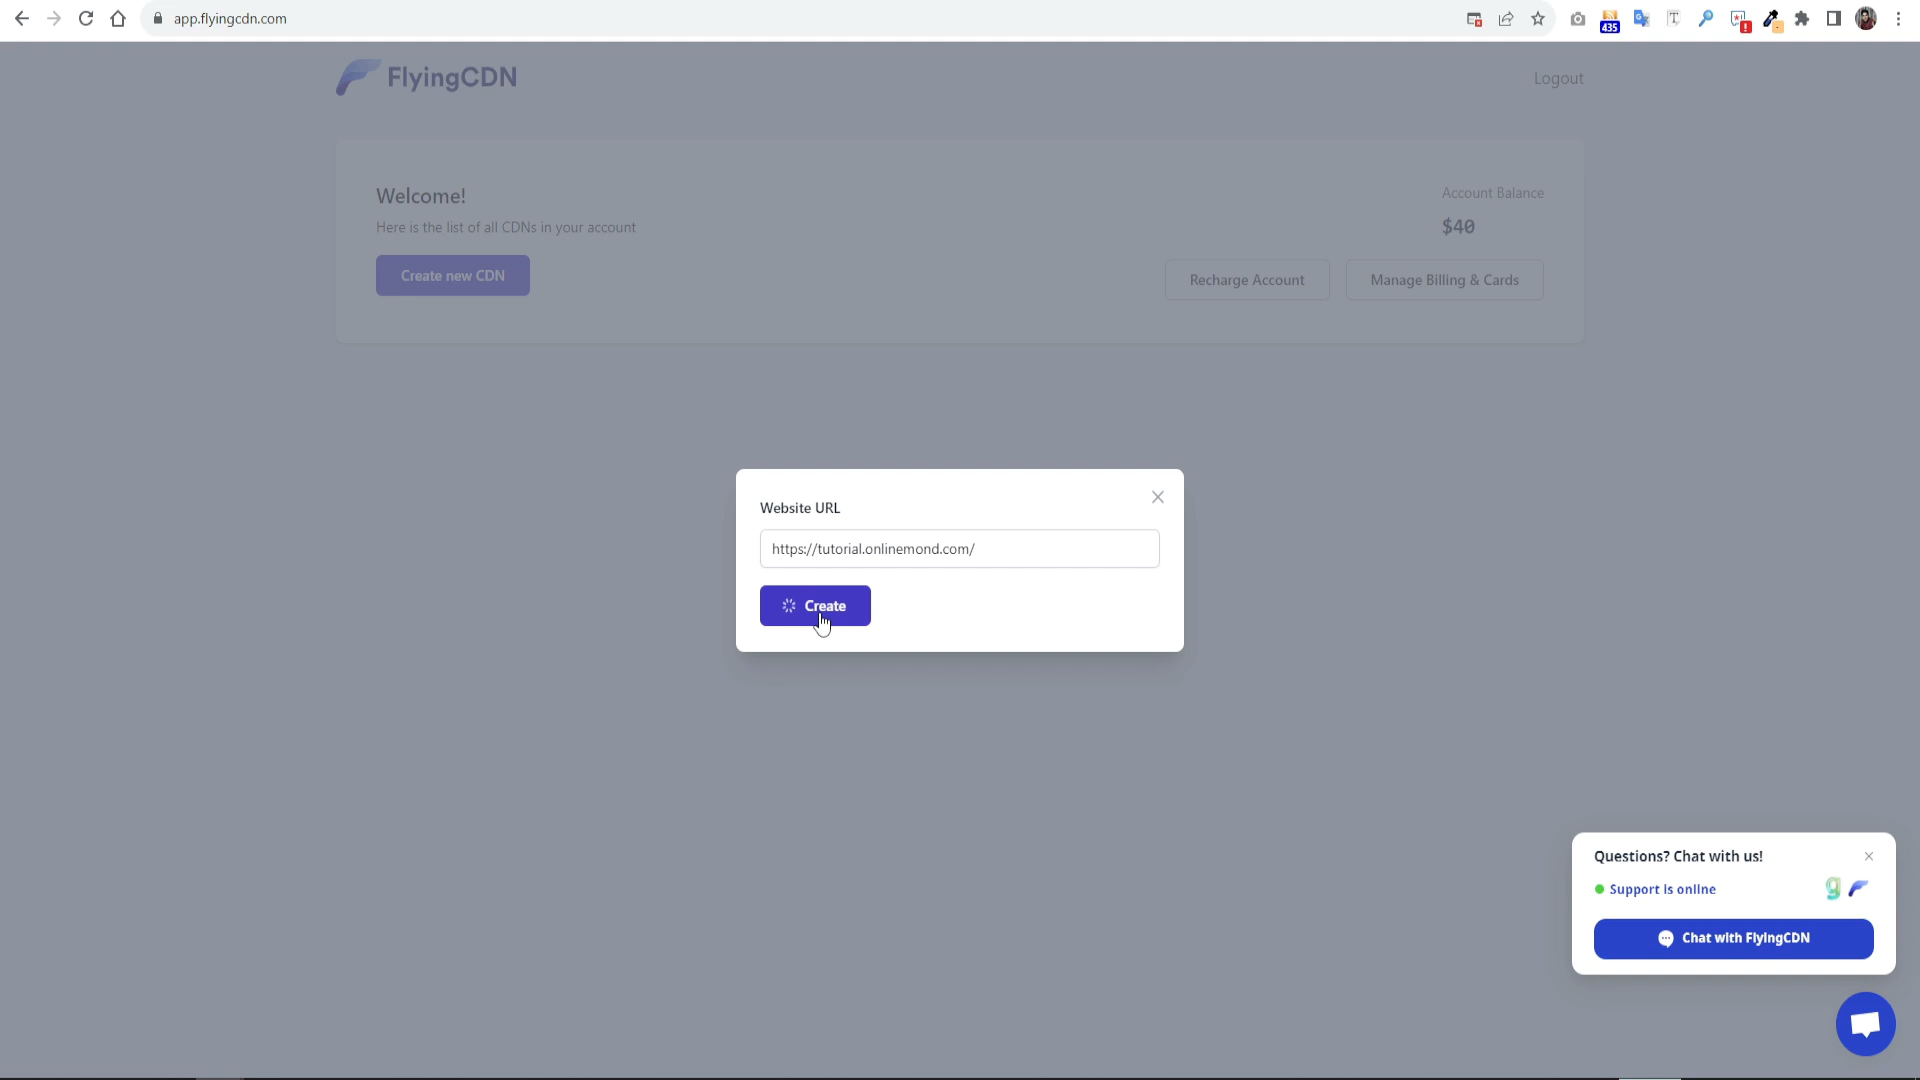 app.flyingcdn.com
435
FlyingCDN
Logout
Welcome!
Here is the list of all CDNs in your account
Create new CDN
Account Balance
$40
Recharge Account
Manage Billing & Cards
Website URL
https://tutorial.onlinemond.com/
Create
Questions? Chat with us!
Support is online
Chat with FlyingCDN